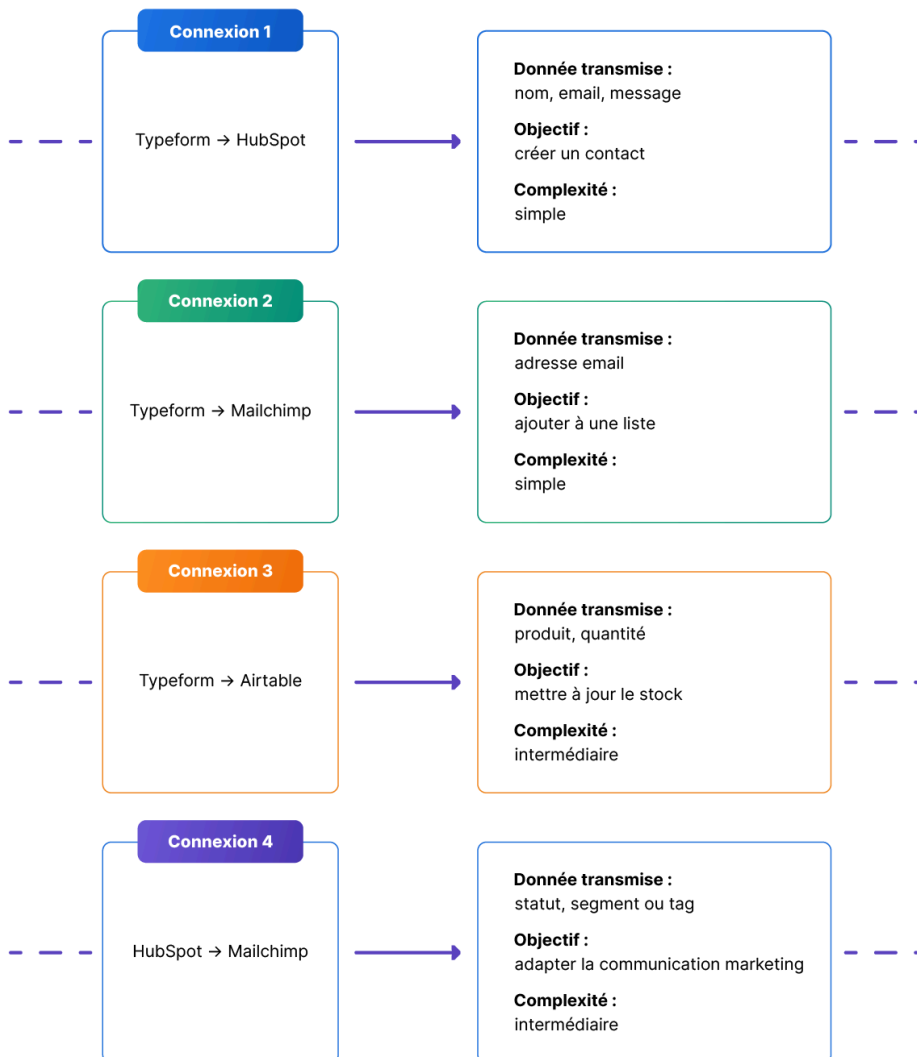 Connexion 1
Typeform → HubSpot
Donnée transmise :
nom, email, message
Objectif :
créer un contact
Complexité :
simple
Connexion 2
Typeform → Mailchimp
Donnée transmise :
adresse email
Objectif :
ajouter à une liste
Complexité :
simple
Connexion 3
Typeform → Airtable
Donnée transmise :
produit, quantité
Objectif :
mettre à jour le stock
Complexité :
intermédiaire
Connexion 4
HubSpot → Mailchimp
Donnée transmise :
statut, segment ou tag
Objectif :
adapter la communication marketing
Complexité :
intermédiaire